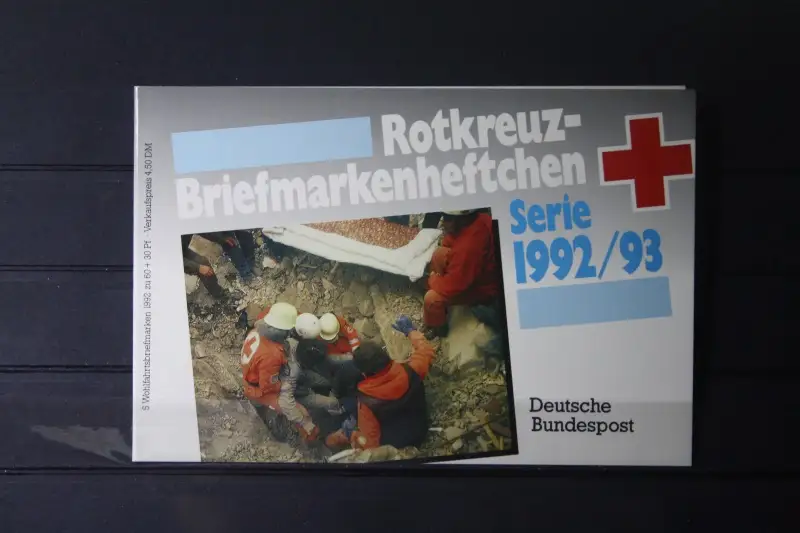 Rotkreuz-
Briefmarkenheftchen
Serie
1992/93
5 Wohlfahrtsbriefmarken 1992 zu 60 + 30 Pf - Verkaufspreis 4,50 DM
Deutsche
Bundespost